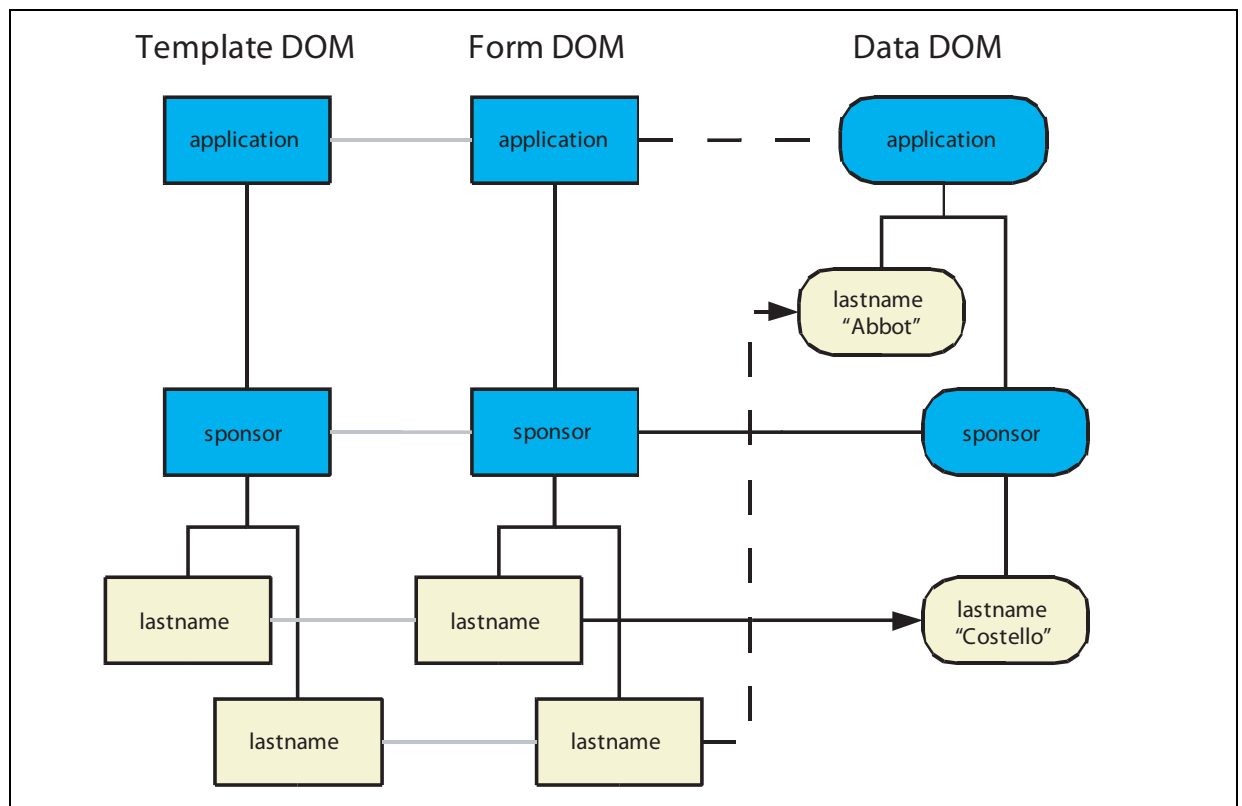 Template DOM
Form DOM
Data DOM
application
application
application
lastname
“Abbot”
sponsor
sponsor
sponsor
lastname
lastname
lastname
“Costello”
lastname
lastname